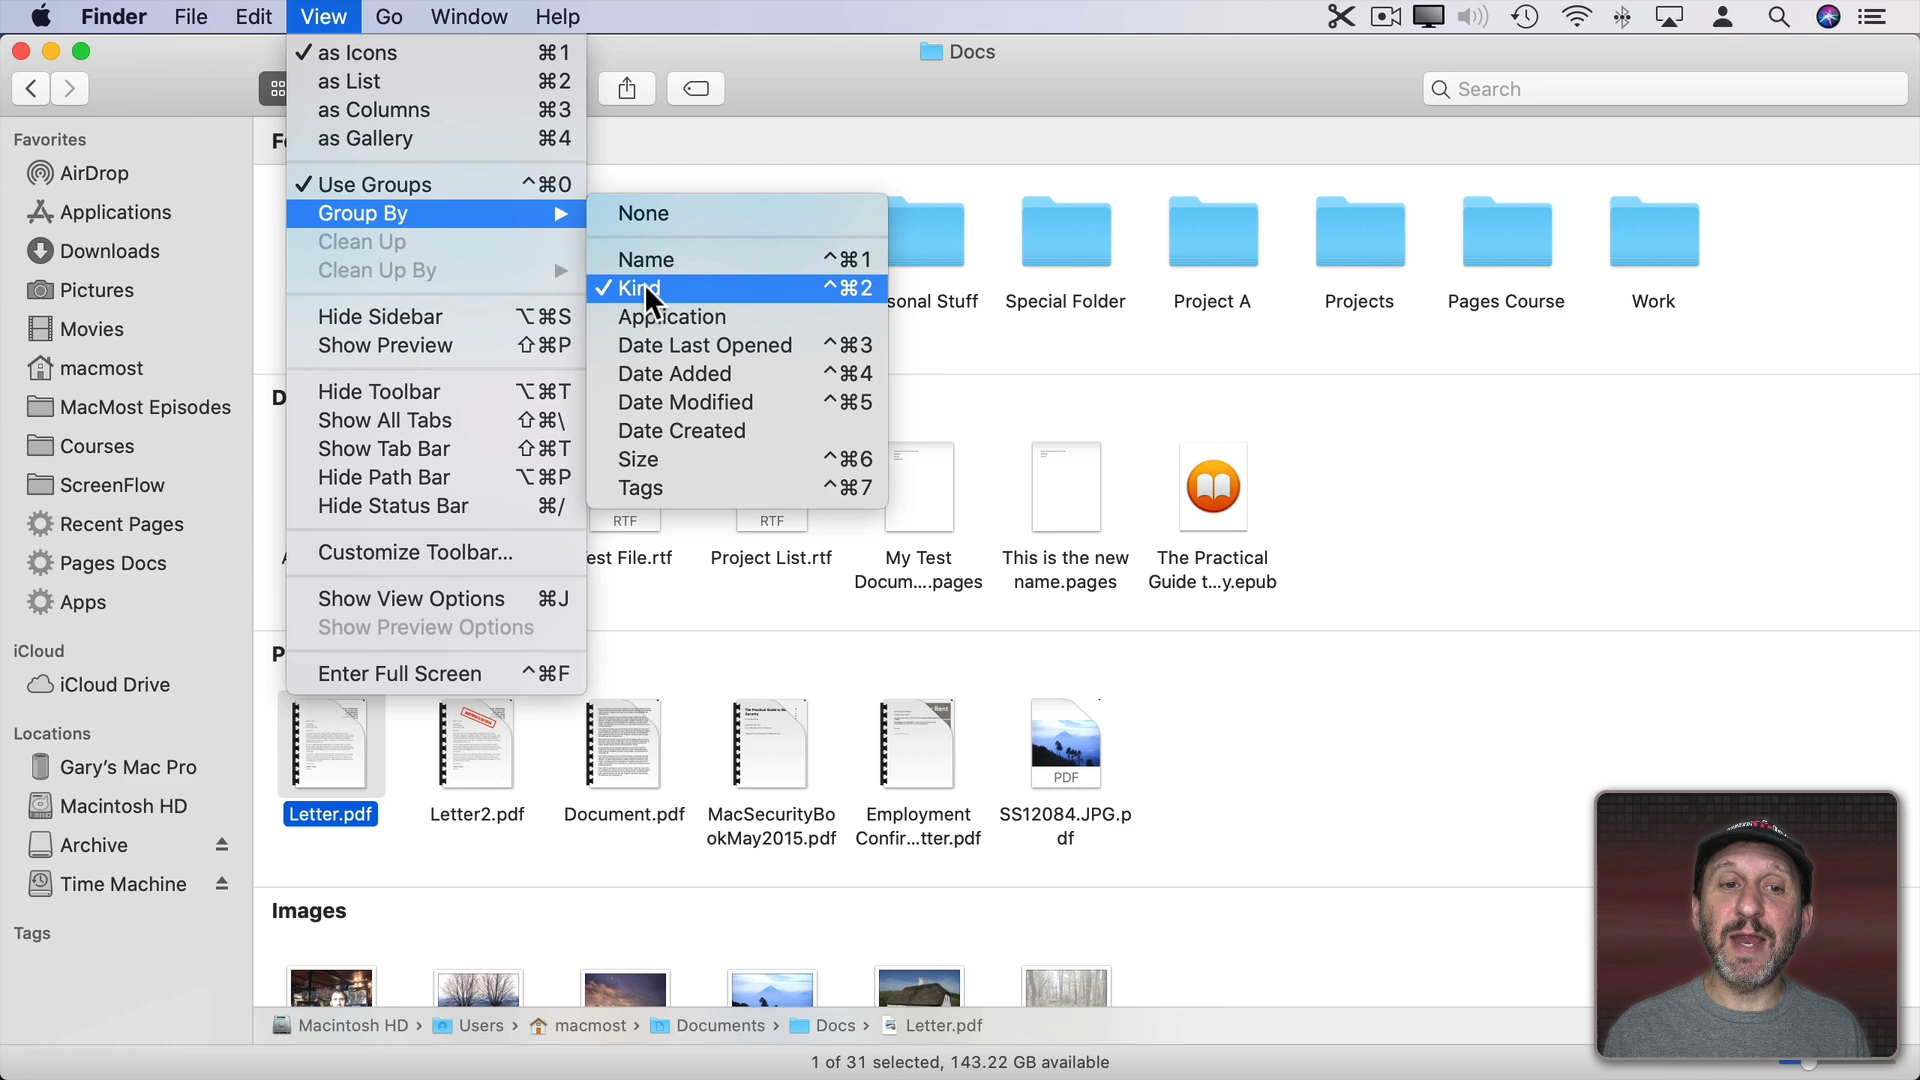 Finder File Edit View Go Window Help
Docs
Search
✓ as Icons ⌘1
as List ⌘2
as Columns ⌘3
as Gallery ⌘4
✓ Use Groups ^⌘0
Group By ▶
Clean Up
Clean Up By ▶
Hide Sidebar ⌥⌘S
Show Preview ⇧⌘P
Hide Toolbar ⌥⌘T
Show All Tabs ⇧⌘\
Show Tab Bar ⇧⌘T
Hide Path Bar ⌥⌘P
Hide Status Bar ⌘/
Customize Toolbar...
Show View Options ⌘J
Show Preview Options
Enter Full Screen ^⌘F
None
Name ^⌘1
✓ Kind ^⌘2
Application
Date Last Opened ^⌘3
Date Added ^⌘4
Date Modified ^⌘5
Date Created
Size ^⌘6
Tags ^⌘7
Favorites
AirDrop
Applications
Downloads
Pictures
Movies
macmost
MacMost Episodes
Courses
ScreenFlow
Recent Pages
Pages Docs
Apps
iCloud
iCloud Drive
Locations
Gary's Mac Pro
Macintosh HD
Archive
Time Machine
Tags
sonal Stuff
Special Folder
Project A
Projects
Pages Course
Work
RTF
RTF
est File.rtf
Project List.rtf
My Test
Docum....pages
This is the new
name.pages
The Practical
Guide t...y.epub
PDF
Letter.pdf
Letter2.pdf
Document.pdf
MacSecurityBo
okMay2015.pdf
Employment
Confir...tter.pdf
SS12084.JPG.p
df
Images
Macintosh HD › Users › macmost › Documents › Docs › Letter.pdf
1 of 31 selected, 143.22 GB available